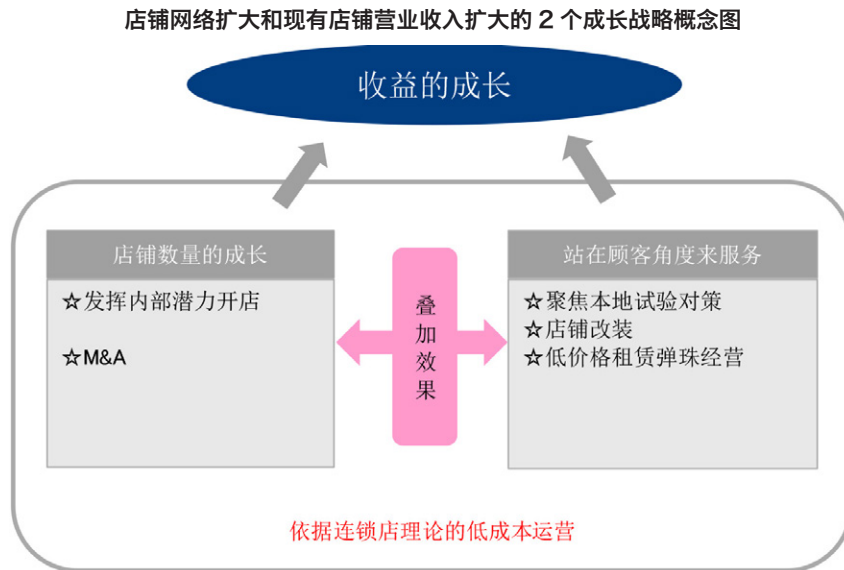 店铺网络扩大和现有店铺营业收入扩大的 2 个成长战略概念图
收益的成长
店铺数量的成长
☆发挥内部潜力开店
☆M&A
叠加效果
站在顾客角度来服务
☆聚焦本地试验对策
☆店铺改装
☆低价格租赁弹珠经营
依据连锁店理论的低成本运营